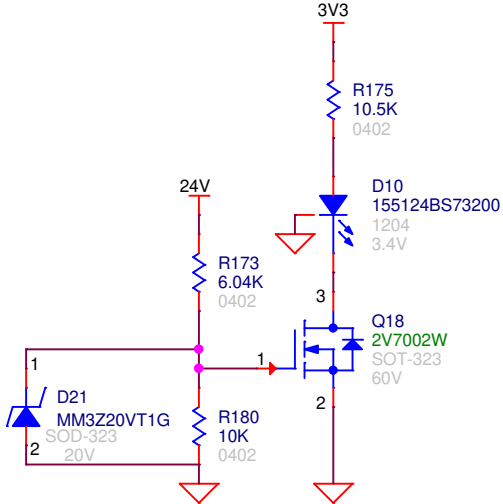 3V3
R175
10.5K
0402
D10
155124BS73200
1204
3.4V
24V
R173
6.04K
0402
3
Q18
2V7002W
SOT-323
60V
1
2
1
D21
MM3Z20VT1G
SOD-323
20V
2
R180
10K
0402